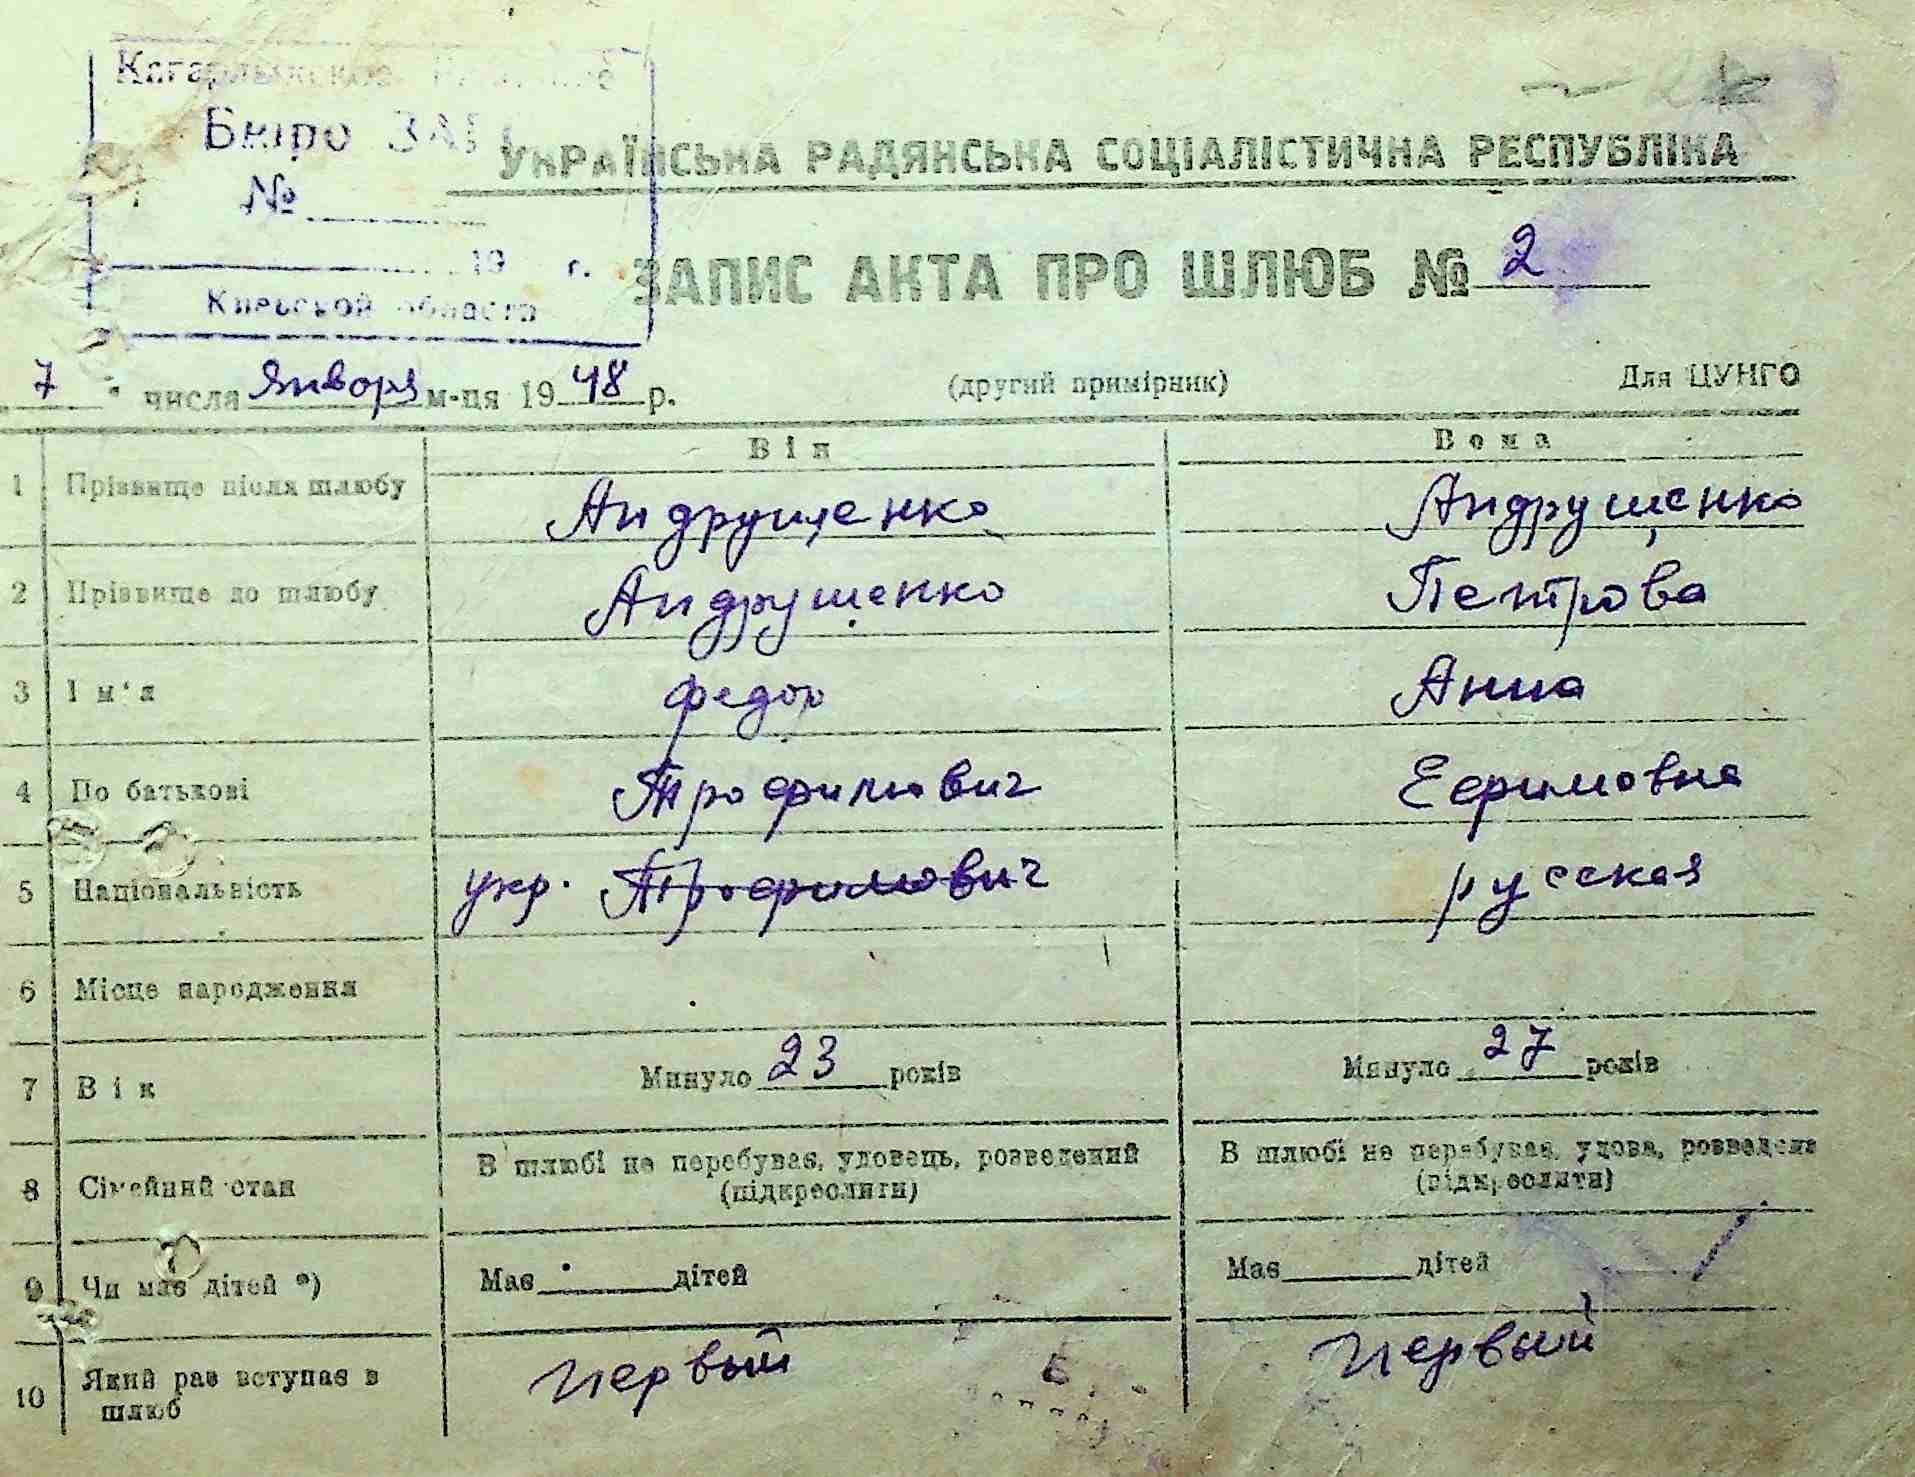 Кагарлыкское
Бюро ЗАГС
№
19 г.
Киевской области
УКРАЇНСЬКА РАДЯНСЬКА СОЦІАЛІСТИЧНА РЕСПУБЛІКА
ЗАПИС АКТА ПРО ШЛЮБ № 2
7 " числа января м-ця 1948 р. (другий примірник) Для ЦУНГО
Він Вона
1 Прізвище після шлюбу Андрущенко Андрущенко
2 Прізвище до шлюбу Андрущенко Петрова
3 Ім'я Федор Анна
4 По батькові Трофимович Ефримовна
5 Національність укр. Трофимович русская
6 Місце народження
7 Вік Минуло 23 років Минуло 27 років
8 Сімейний стан В шлюбі не перебував, удовець, розведений В шлюбі не перебував, удова, розведена
(підкреслити) (підкреслити)
9 Чи має дітей *) Має дітей Має дітей
10 Який раз вступає в первый первый
шлюб